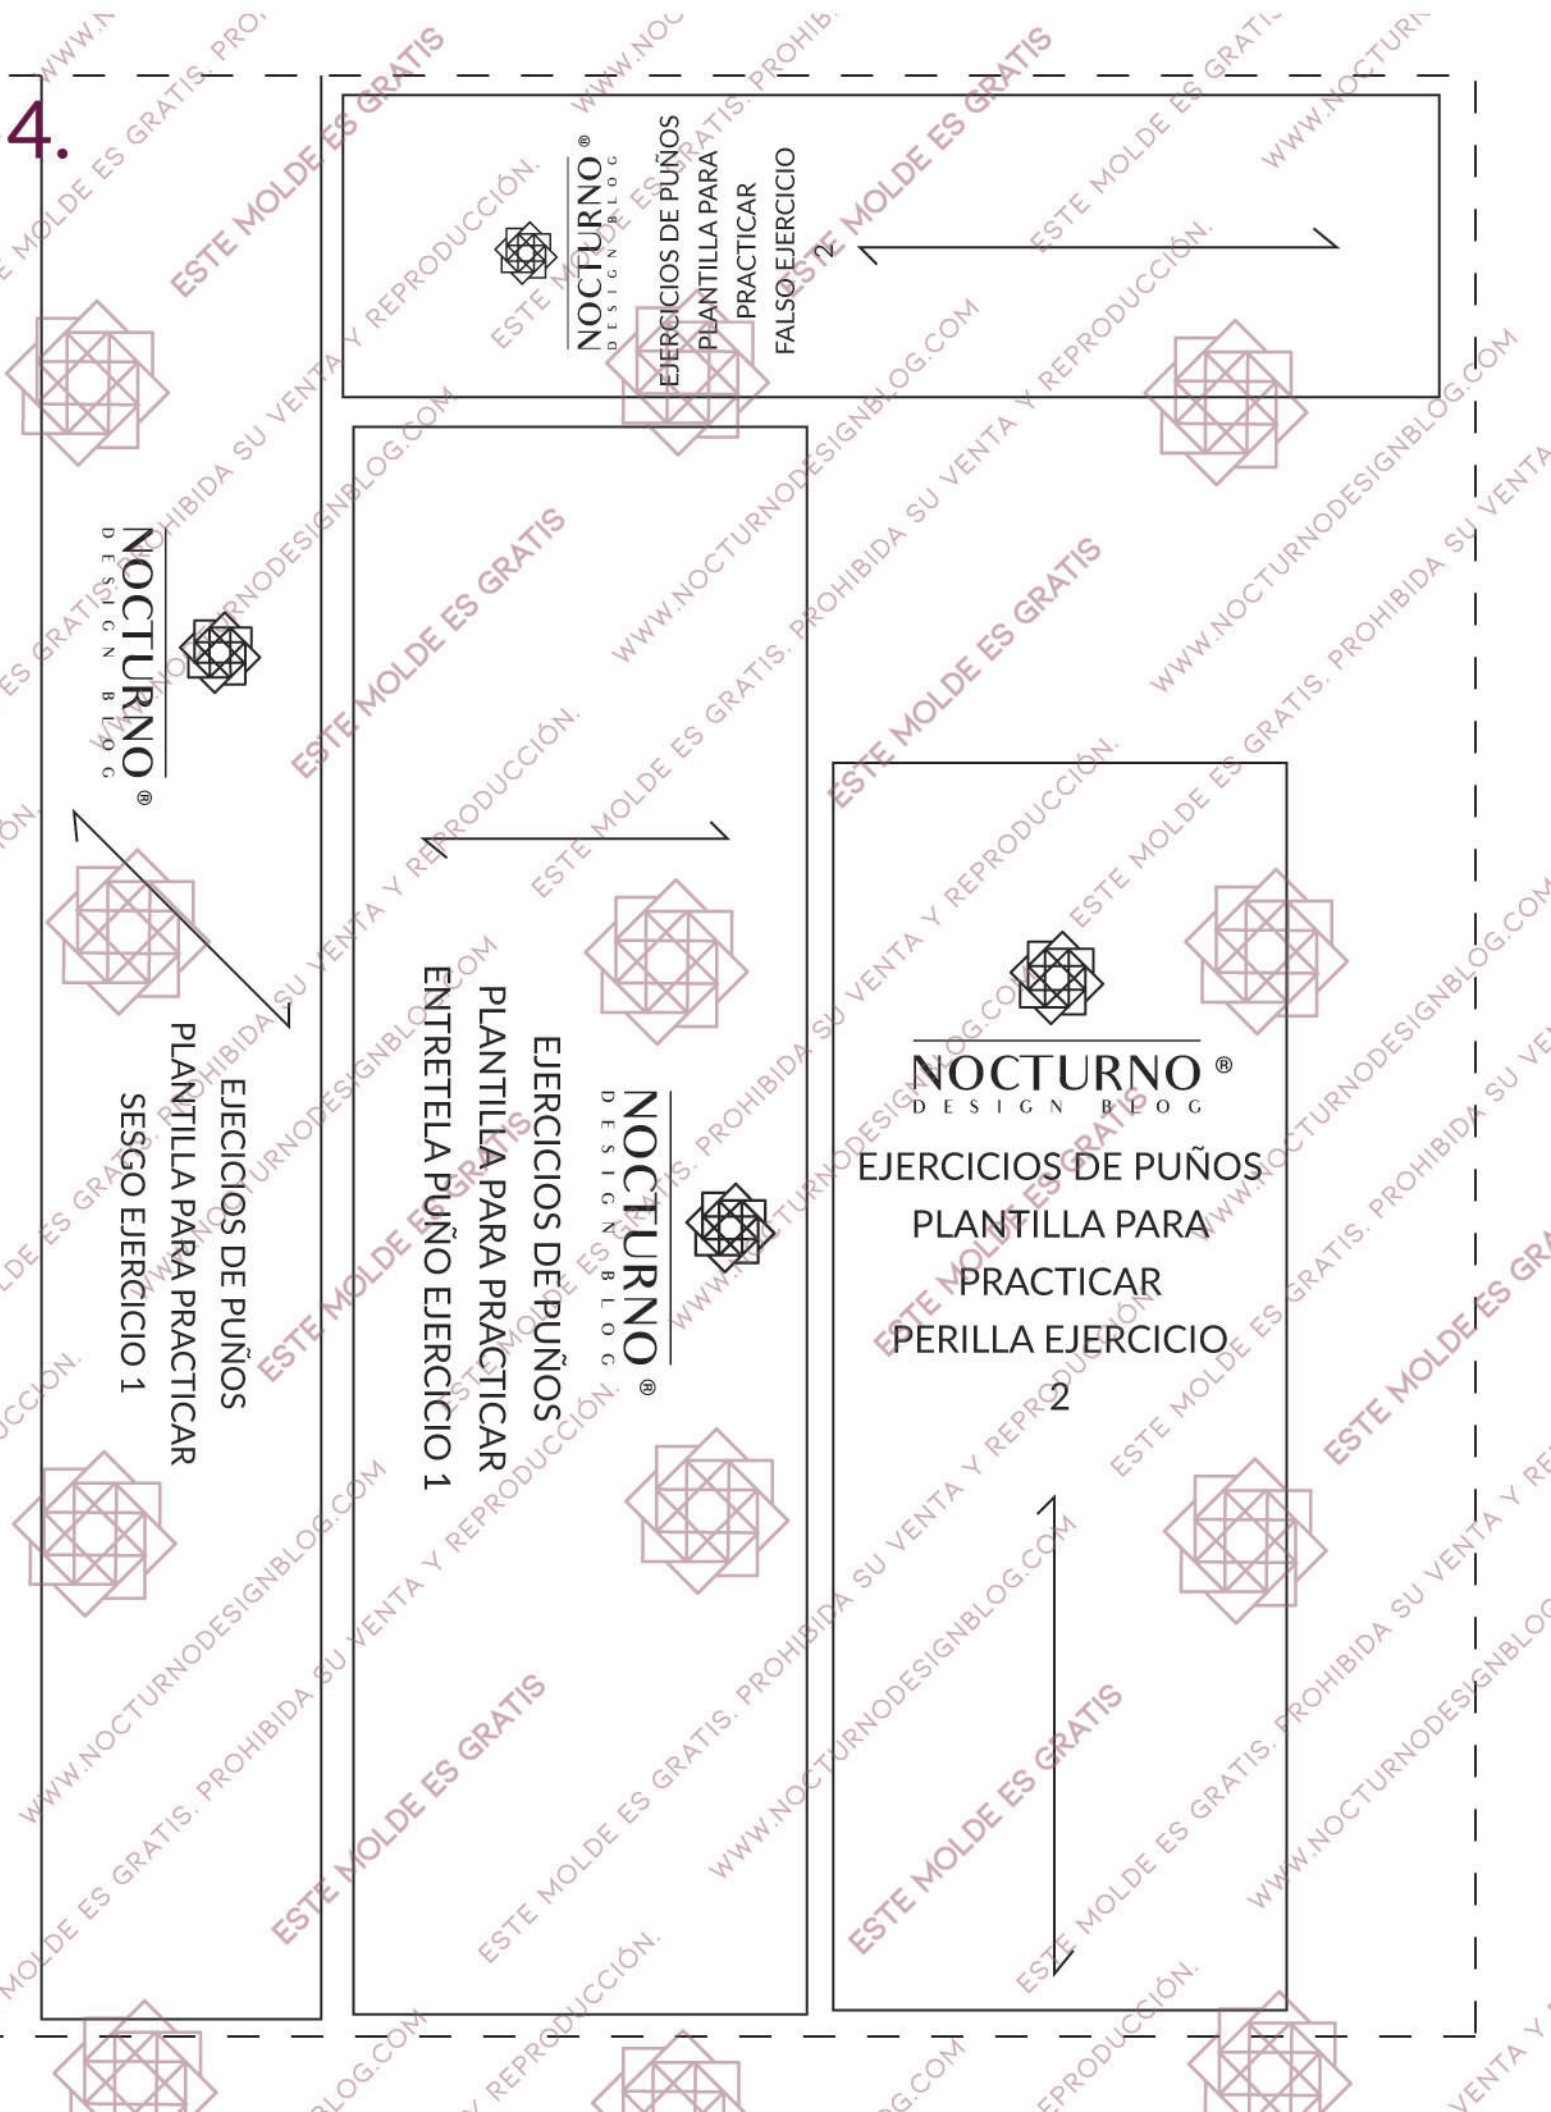 4.
NOCTURNO®
DESIGN BLOG
EJERCICIOS DE PUÑOS
PLANTILLA PARA
PRACTICAR
FALSO EJERCICIO
2
NOCTURNO®
DESIGN BLOG
EJECICIOS DE PUÑOS
PLANTILLA PARA PRACTICAR
SESGO EJERCICIO 1
NOCTURNO®
DESIGN BLOG
EJERCICIOS DE PUÑOS
PLANTILLA PARA PRACTICAR
ENTRETELA PUÑO EJERCICIO 1
NOCTURNO®
DESIGN BLOG
EJERCICIOS DE PUÑOS
PLANTILLA PARA
PRACTICAR
PERILLA EJERCICIO
2
ESTE MOLDE ES GRATIS
WWW.NOCTURNODESIGNBLOG.COM
ESTE MOLDE ES GRATIS. PROHIBIDA SU VENTA Y REPRODUCCIÓN.